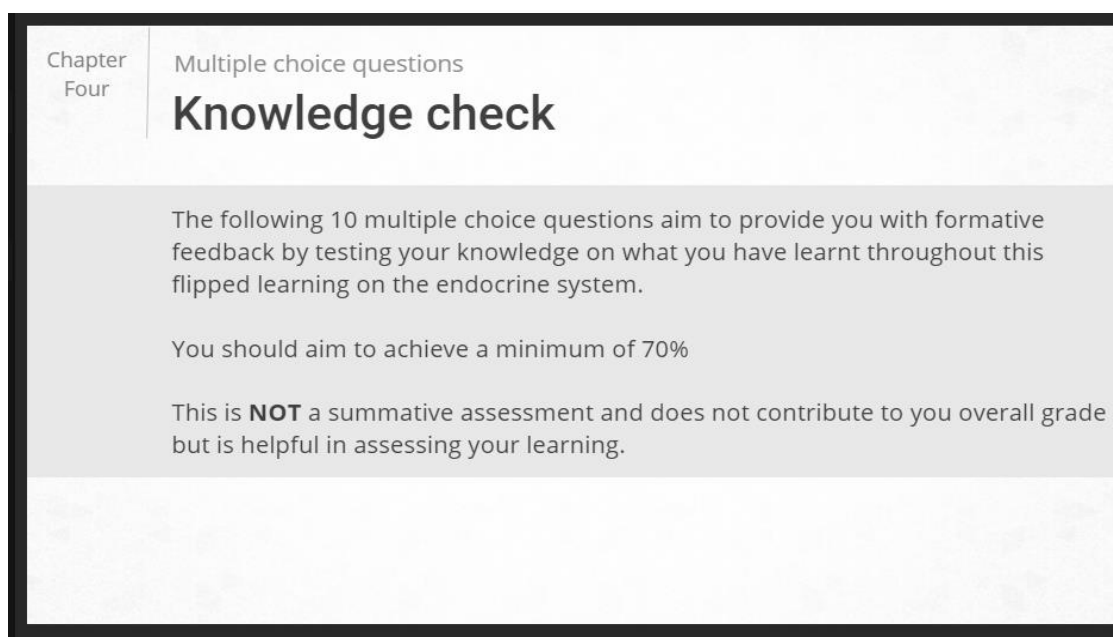 Chapter
Four
Multiple choice questions
Knowledge check
The following 10 multiple choice questions aim to provide you with formative
feedback by testing your knowledge on what you have learnt throughout this
flipped learning on the endocrine system.
You should aim to achieve a minimum of 70%
This is NOT a summative assessment and does not contribute to you overall grade
but is helpful in assessing your learning.